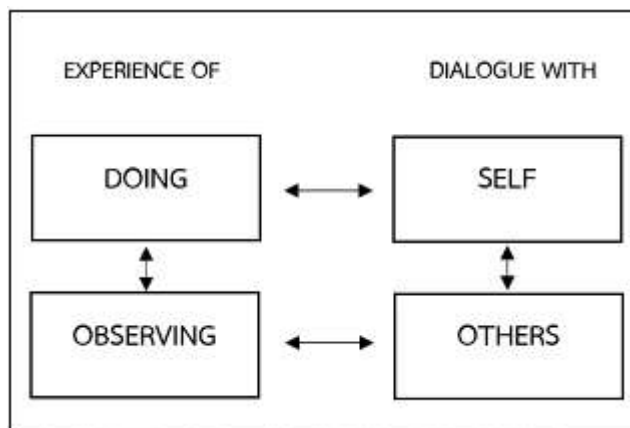 EXPERIENCE OF
DIALOGUE WITH
DOING
SELF
OBSERVING
OTHERS